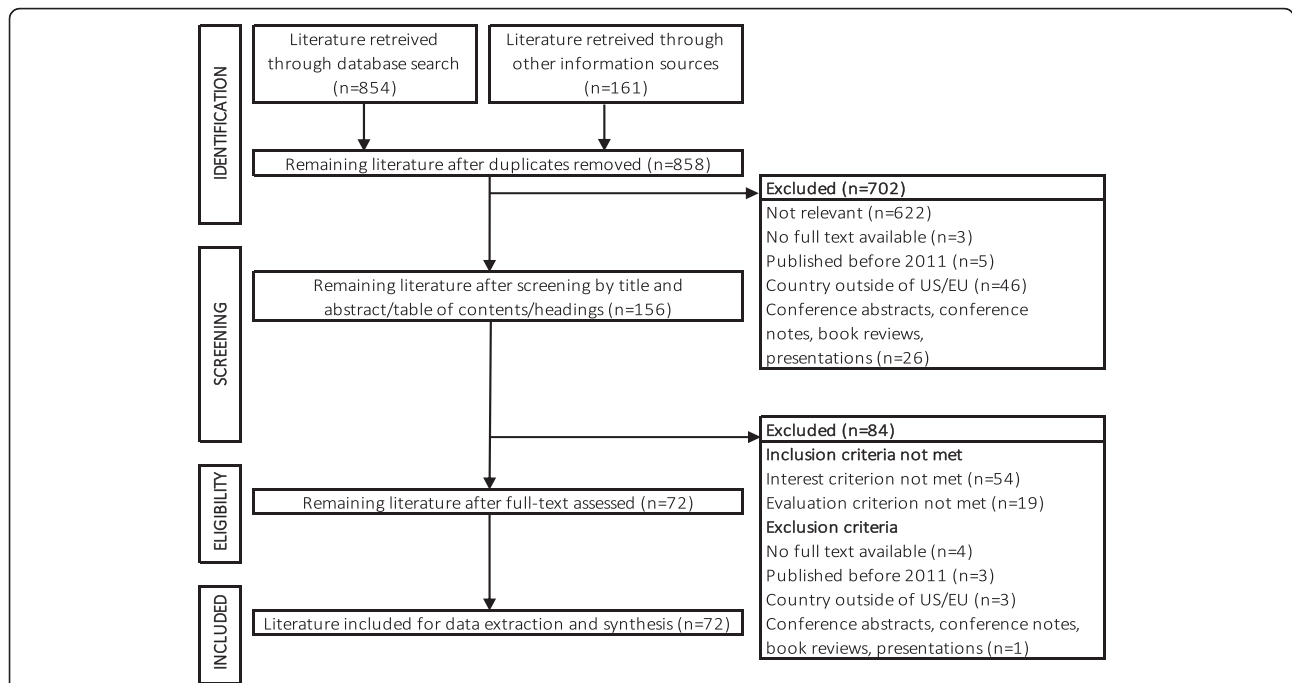 IDENTIFICATION
Literature retreived
through database search
(n=854)
Literature retreived through
other information sources
(n=161)
Remaining literature after duplicates removed (n=858)
Excluded (n=702)
Not relevant (n=622)
No full text available (n=3)
Published before 2011 (n=5)
Country outside of US/EU (n=46)
Conference abstracts, conference
notes, book reviews,
presentations (n=26)
SCREENING
Remaining literature after screening by title and
abstract/table of contents/headings (n=156)
Excluded (n=84)
Inclusion criteria not met
Interest criterion not met (n=54)
Evaluation criterion not met (n=19)
Exclusion criteria
No full text available (n=4)
Published before 2011 (n=3)
Country outside of US/EU (n=3)
Conference abstracts, conference notes,
book reviews, presentations (n=1)
ELIGIBILITY
Remaining literature after full-text assessed (n=72)
INCLUDED
Literature included for data extraction and synthesis (n=72)